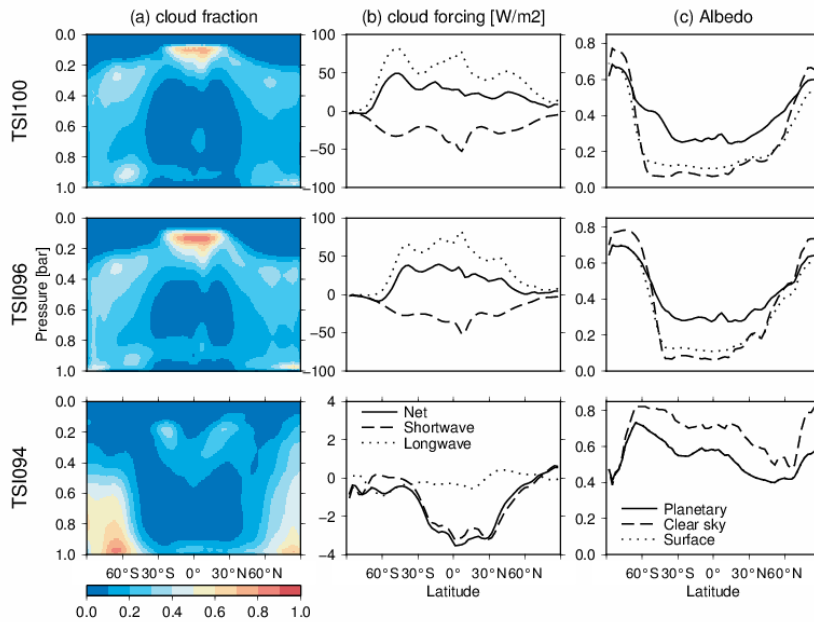 (a) cloud fraction
(b) cloud forcing [W/m2]
(c) Albedo
TSI100
0.0
0.2
0.4
0.6
0.8
1.0
100
50
0
−50
−100
0.8
0.6
0.4
0.2
0.0
TSI096
Pressure [bar]
0.0
0.2
0.4
0.6
0.8
1.0
100
50
0
−50
−100
0.8
0.6
0.4
0.2
0.0
TSI094
0.0
0.2
0.4
0.6
0.8
1.0
4
2
0
−2
−4
Net
Shortwave
Longwave
0.8
0.6
0.4
0.2
0.0
Planetary
Clear sky
Surface
60°S 30°S 0° 30°N 60°N
60°S 30°S 0° 30°N 60°N
60°S 30°S 0° 30°N 60°N
Latitude
Latitude
0.0 0.2 0.4 0.6 0.8 1.0